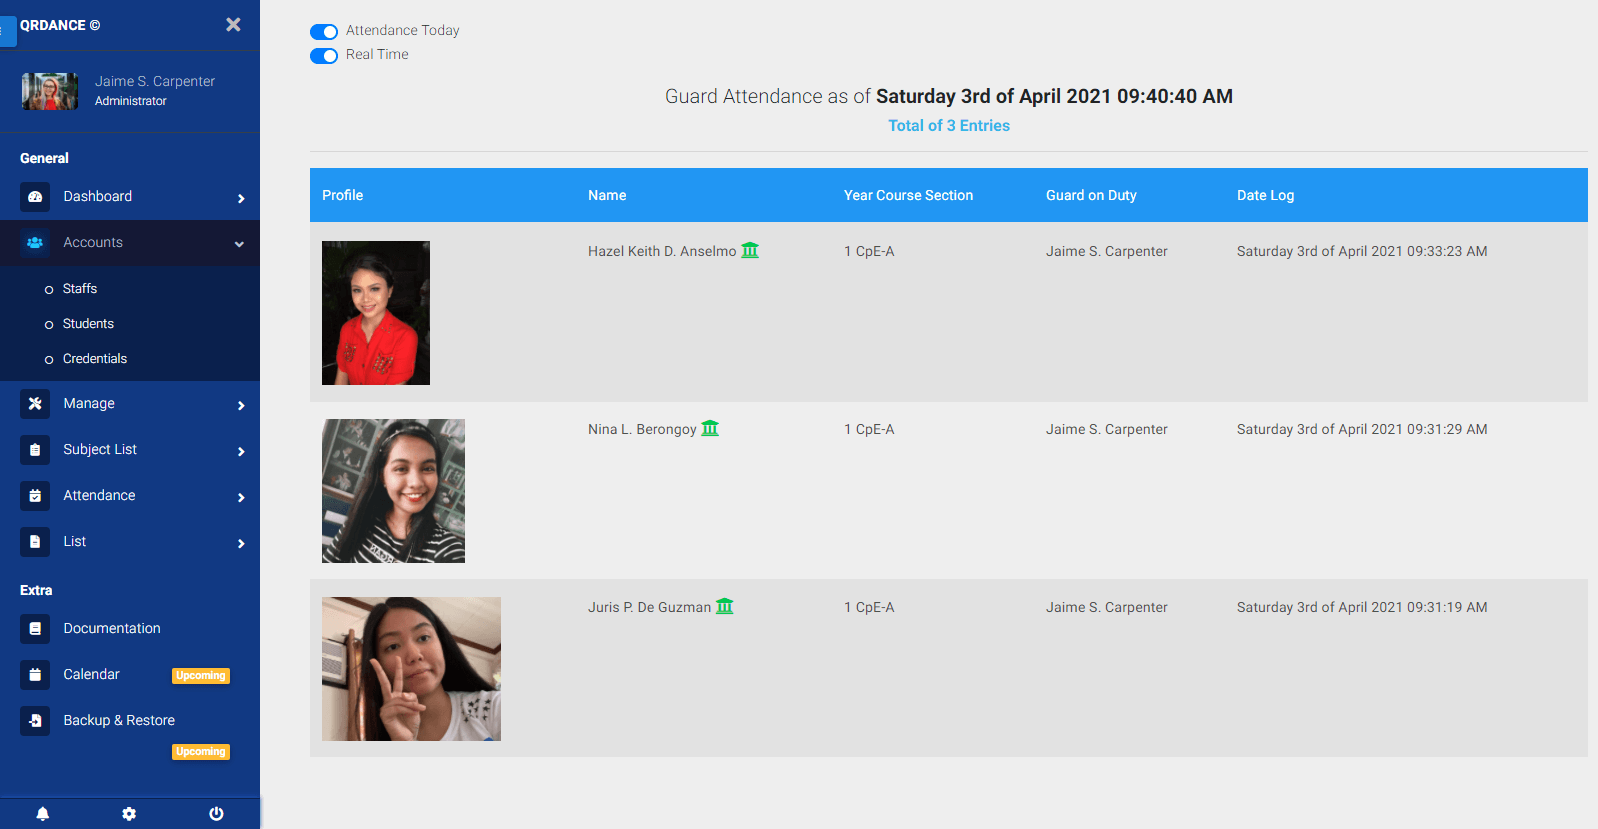 QRDANCE ©
Jaime S. Carpenter
Administrator
General
Dashboard
Accounts
Staffs
Students
Credentials
Manage
Subject List
Attendance
List
Extra
Documentation
Calendar Upcoming
Backup & Restore
Upcoming
Attendance Today
Real Time
Guard Attendance as of Saturday 3rd of April 2021 09:40:40 AM
Total of 3 Entries
Profile Name Year Course Section Guard on Duty Date Log
Hazel Keith D. Anselmo 1 CpE-A Jaime S. Carpenter Saturday 3rd of April 2021 09:33:23 AM
Nina L. Berongoy 1 CpE-A Jaime S. Carpenter Saturday 3rd of April 2021 09:31:29 AM
Juris P. De Guzman 1 CpE-A Jaime S. Carpenter Saturday 3rd of April 2021 09:31:19 AM